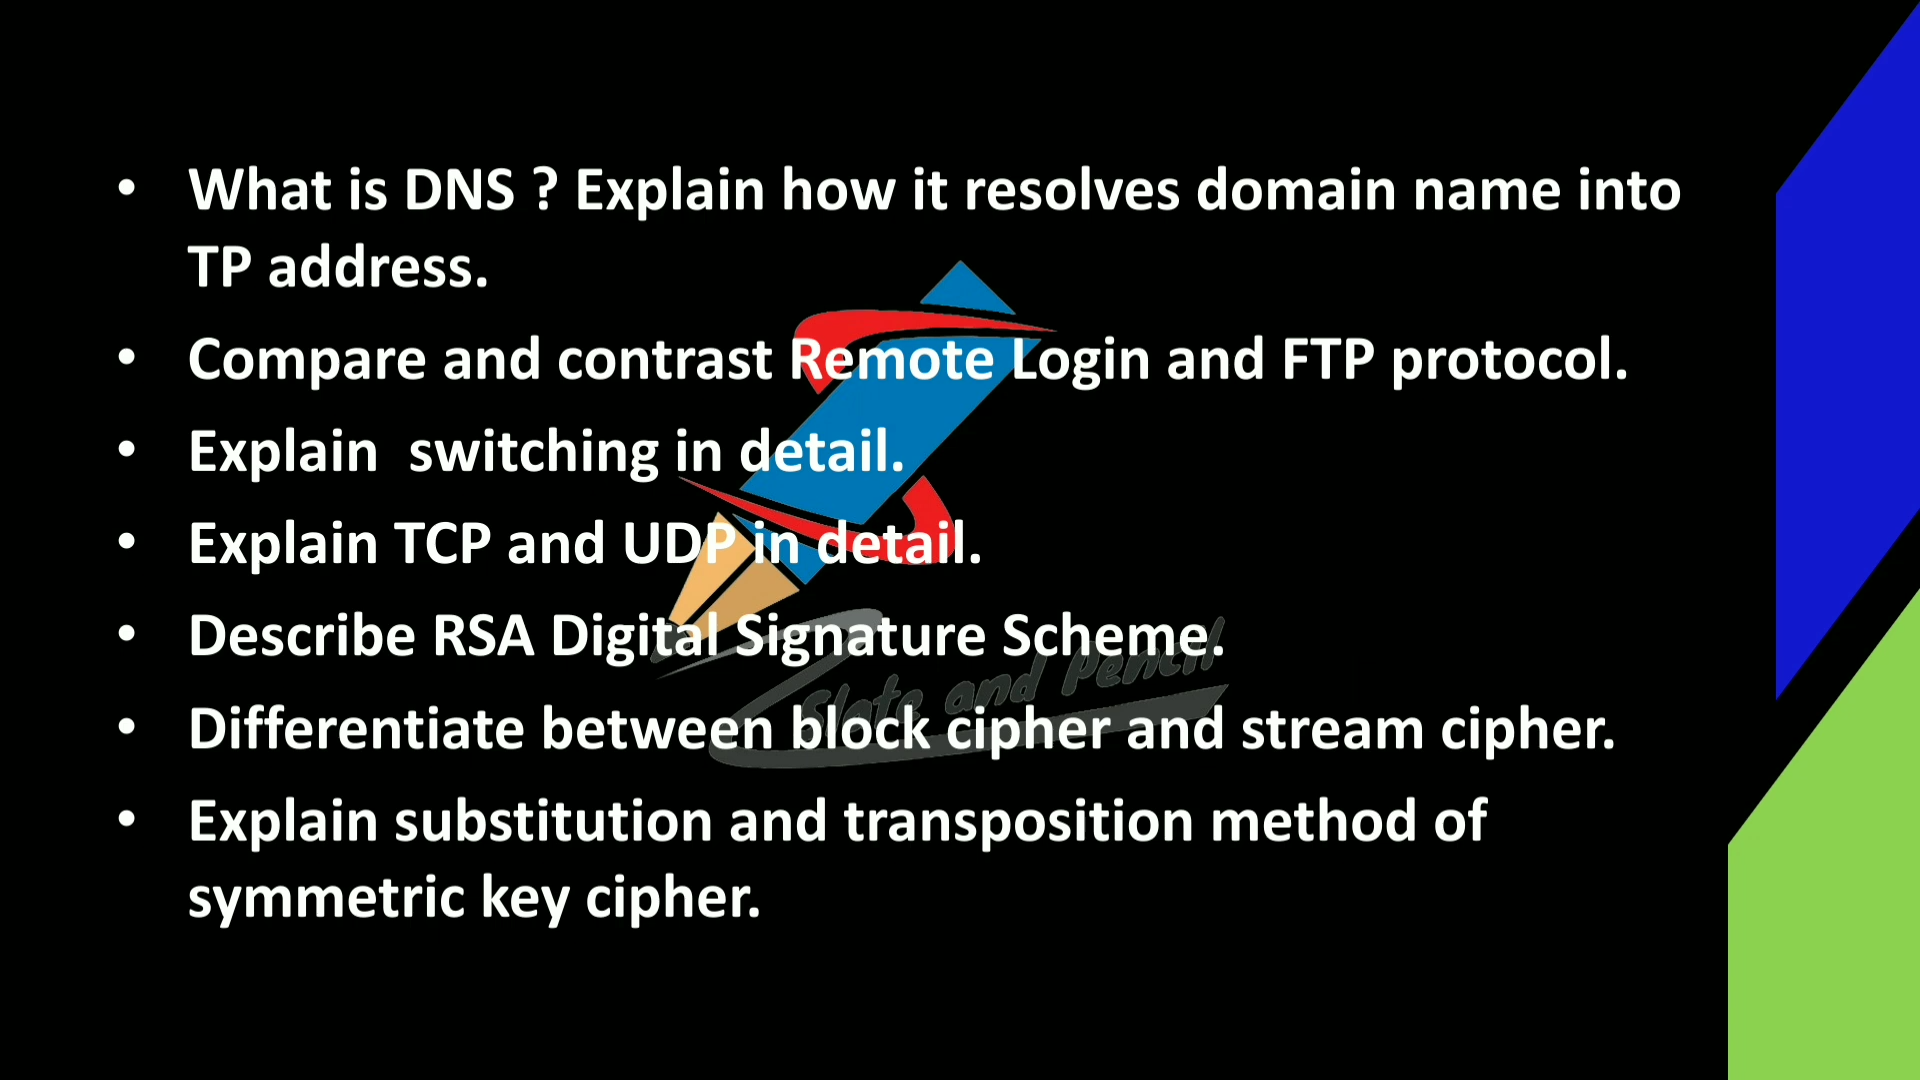 • What is DNS ? Explain how it resolves domain name into
TP address.
• Compare and contrast Remote Login and FTP protocol.
• Explain  switching in detail.
• Explain TCP and UDP in detail.
• Describe RSA Digital Signature Scheme.
Slate and Pencil
• Differentiate between block cipher and stream cipher.
• Explain substitution and transposition method of
symmetric key cipher.